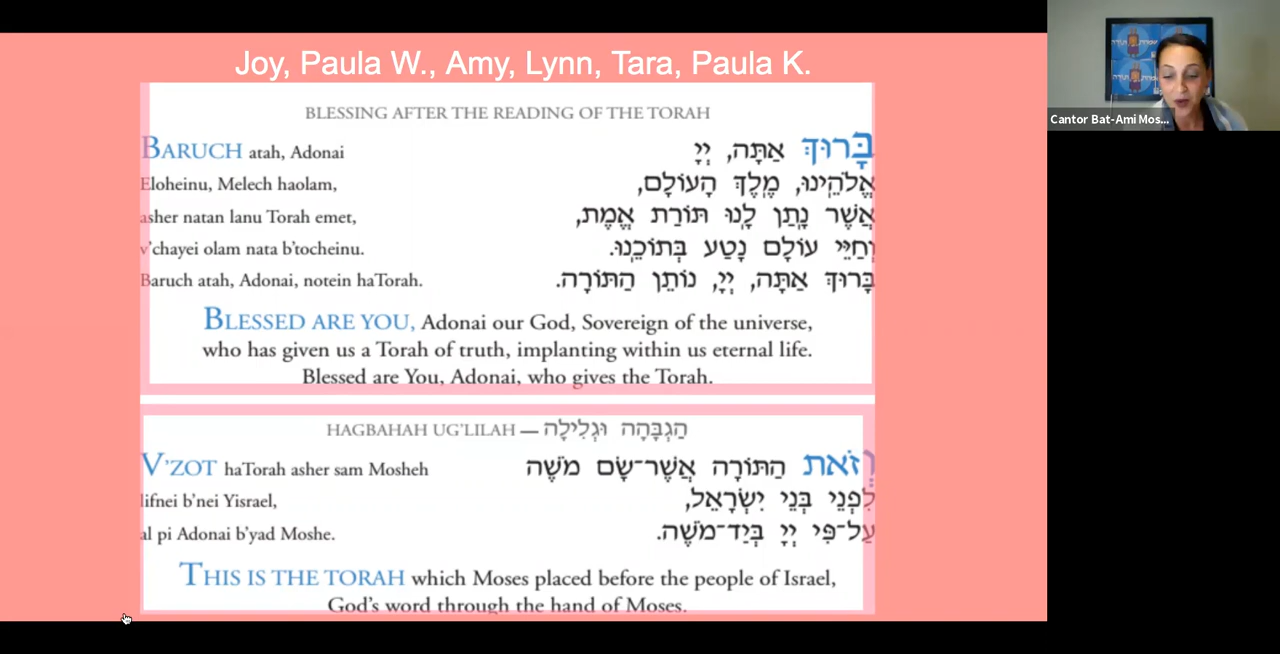 Joy, Paula W., Amy, Lynn, Tara, Paula K.
BLESSING AFTER THE READING OF THE TORAH
BARUCH atah, Adonai
Eloheinu, Melech haolam,
asher natan lanu Torah emet,
v'chayei olam nata b'tocheinu.
Baruch atah, Adonai, notein haTorah.
בָּרוּךְ אַתָּה, יְיָ
אֱלֹהֵינוּ, מֶלֶךְ הָעוֹלָם,
אֲשֶׁר נָתַן לָנוּ תּוֹרַת אֱמֶת,
וְחַיֵּי עוֹלָם נָטַע בְּתוֹכֵנוּ.
בָּרוּךְ אַתָּה, יְיָ, נוֹתֵן הַתּוֹרָה.
BLESSED ARE YOU, Adonai our God, Sovereign of the universe,
who has given us a Torah of truth, implanting within us eternal life.
Blessed are You, Adonai, who gives the Torah.
HAGBAHAH UG'LILAH — הַגְבָּהָה וּגְלִילָה
V'ZOT haTorah asher sam Mosheh
lifnei b'nei Yisrael,
al pi Adonai b'yad Moshe.
וְזֹאת הַתּוֹרָה אֲשֶׁר־שָׂם מֹשֶׁה
לִפְנֵי בְּנֵי יִשְׂרָאֵל,
עַל־פִּי יְיָ בְּיַד־מֹשֶׁה.
THIS IS THE TORAH which Moses placed before the people of Israel,
God's word through the hand of Moses.
Cantor Bat-Ami Mos...